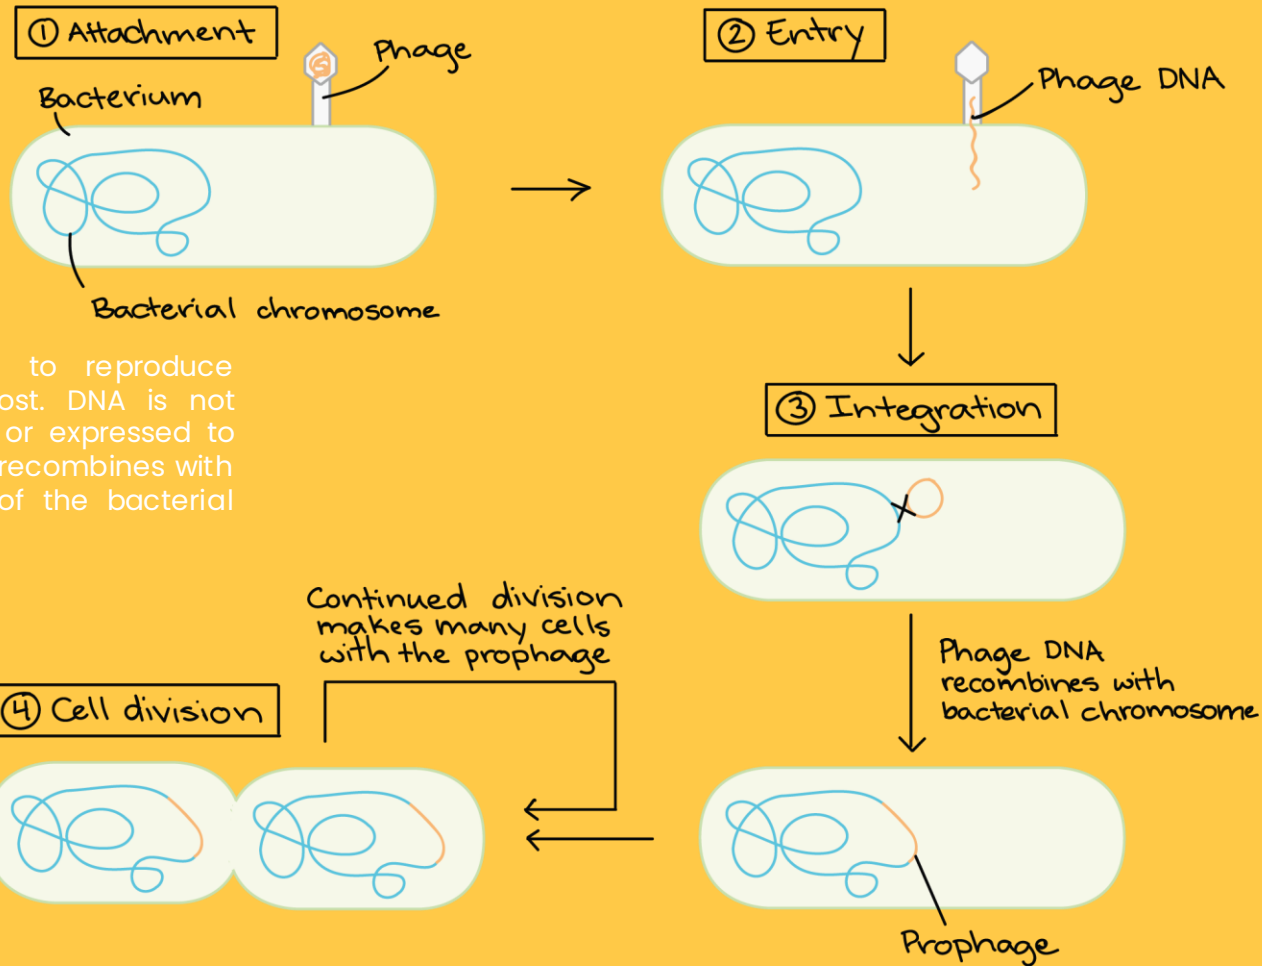 ① Attachment
Phage
Bacterium
Bacterial chromosome
② Entry
Phage DNA
to reproduce
ost. DNA is not
or expressed to
recombines with
of the bacterial
③ Integration
Phage DNA
recombines with
bacterial chromosome
Prophage
Continued division
makes many cells
with the prophage
④ Cell division